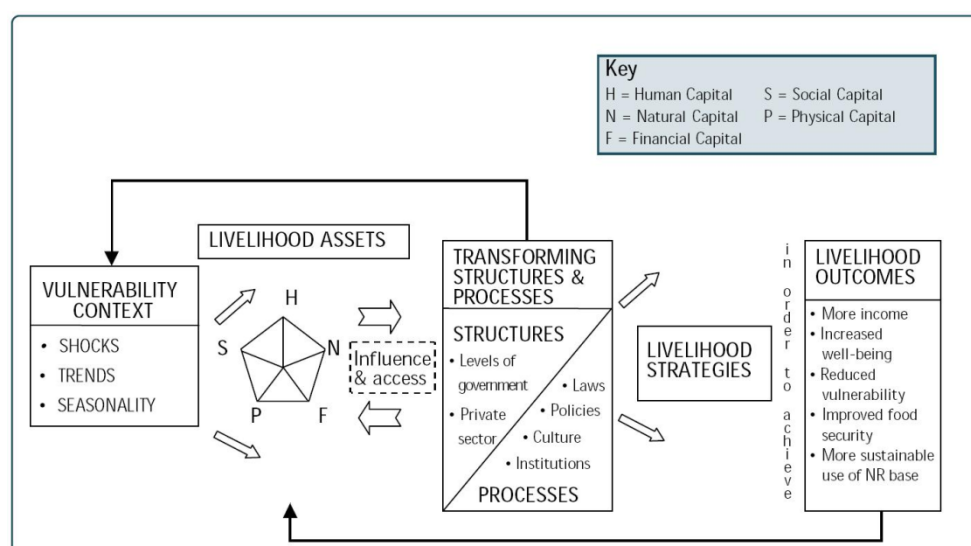 Key
H = Human Capital S = Social Capital
N = Natural Capital P = Physical Capital
F = Financial Capital
LIVELIHOOD ASSETS
VULNERABILITY
CONTEXT
• SHOCKS
• TRENDS
• SEASONALITY
H
S
N
P
F
Influence
& access
TRANSFORMING
STRUCTURES &
PROCESSES
STRUCTURES
• Levels of
government
• Private
sector
• Laws
• Policies
• Culture
• Institutions
PROCESSES
LIVELIHOOD
STRATEGIES
in order to achieve
LIVELIHOOD
OUTCOMES
• More income
• Increased
well-being
• Reduced
vulnerability
• Improved food
security
• More sustainable
use of NR base